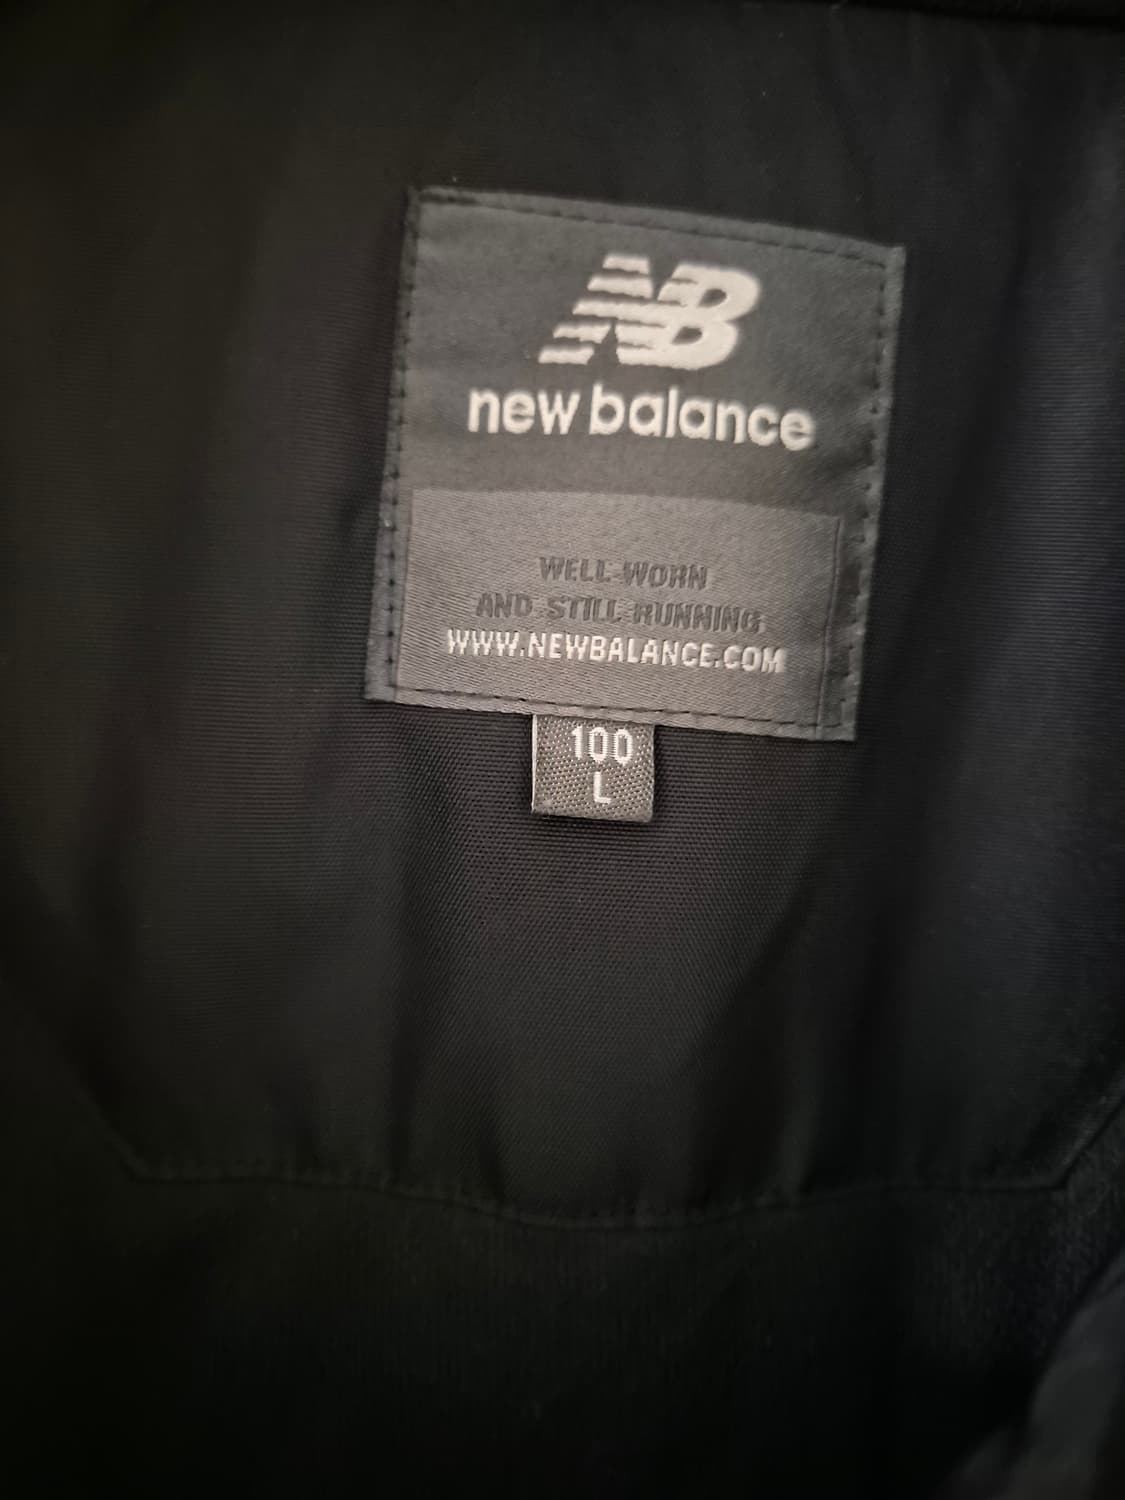 NB
new balance
WELL-WORN
AND STILL RUNNING
WWW.NEWBALANCE.COM
100
L